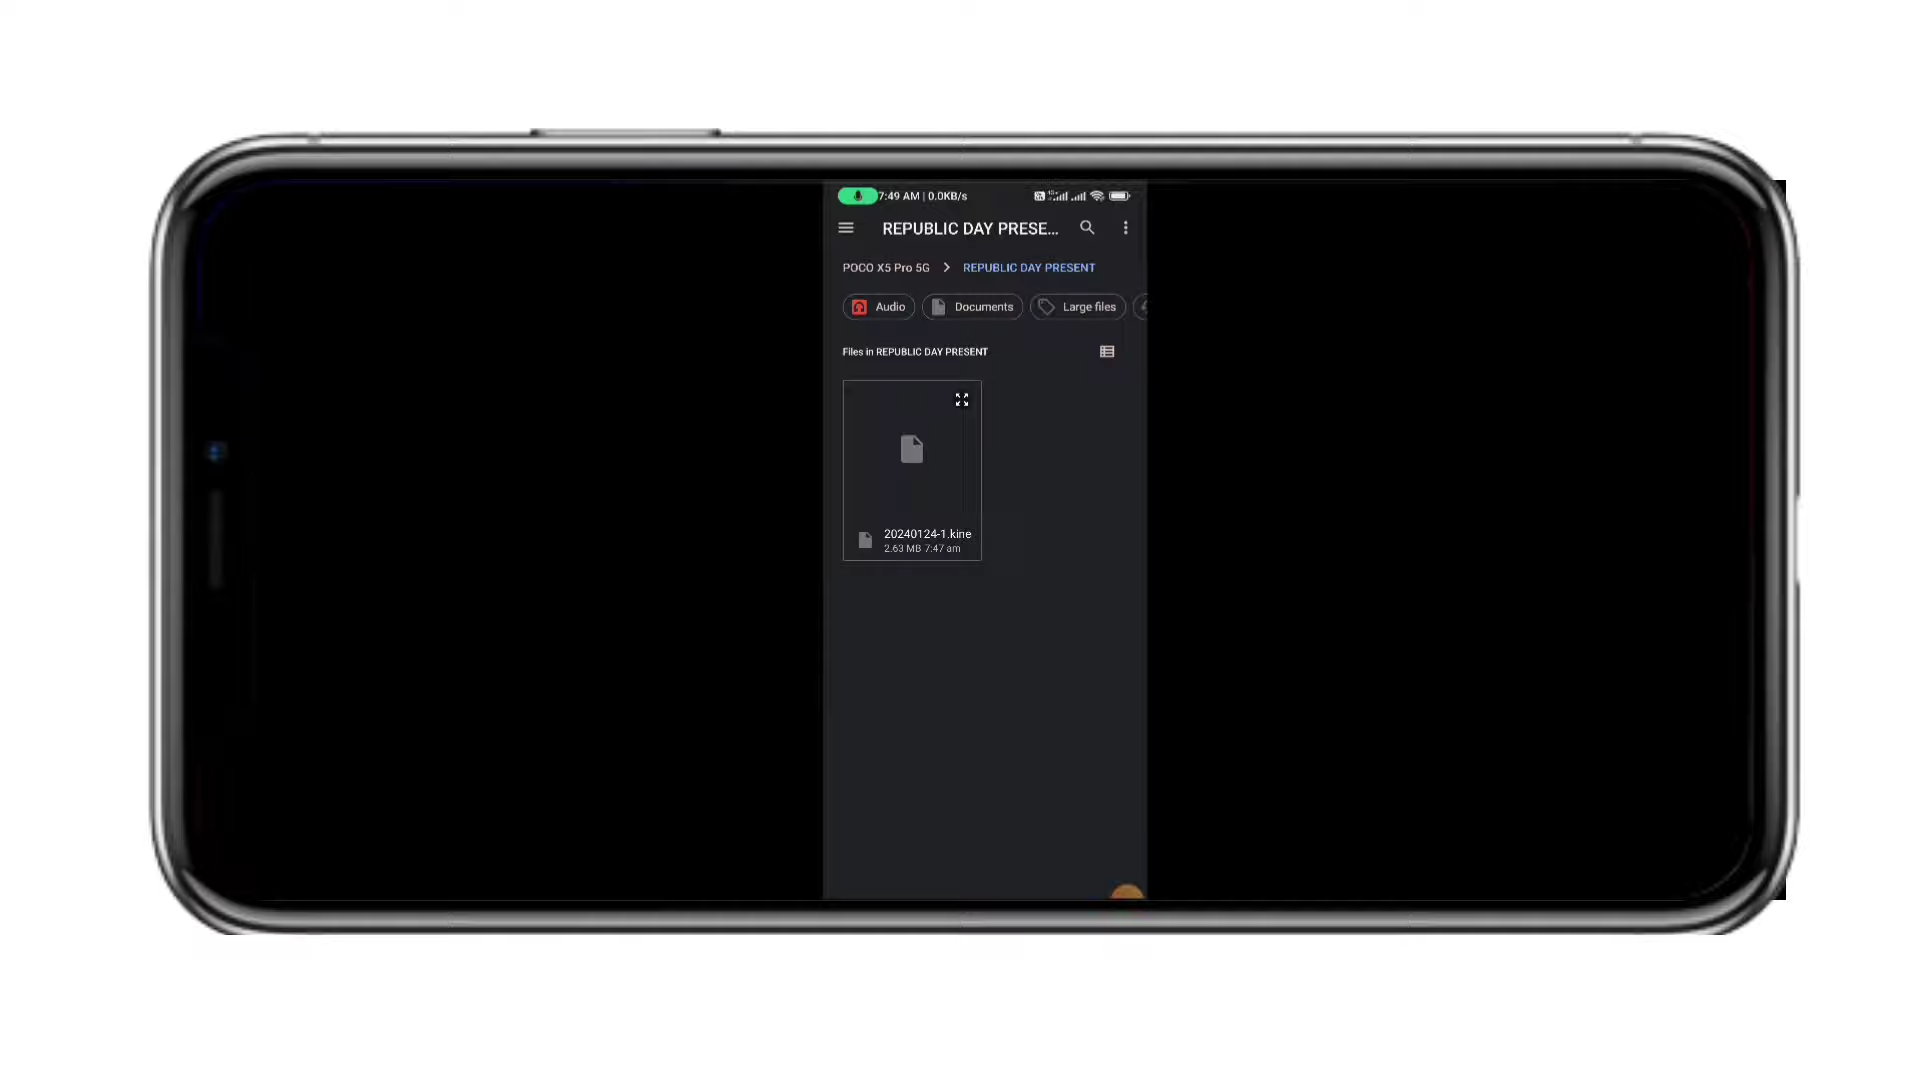 7:49 AM | 0.0KB/s
REPUBLIC DAY PRESE...
POCO X5 Pro 5G > REPUBLIC DAY PRESENT
Audio Documents Large files
Files in REPUBLIC DAY PRESENT
20240124-1.kine
2.63 MB 7:47 am